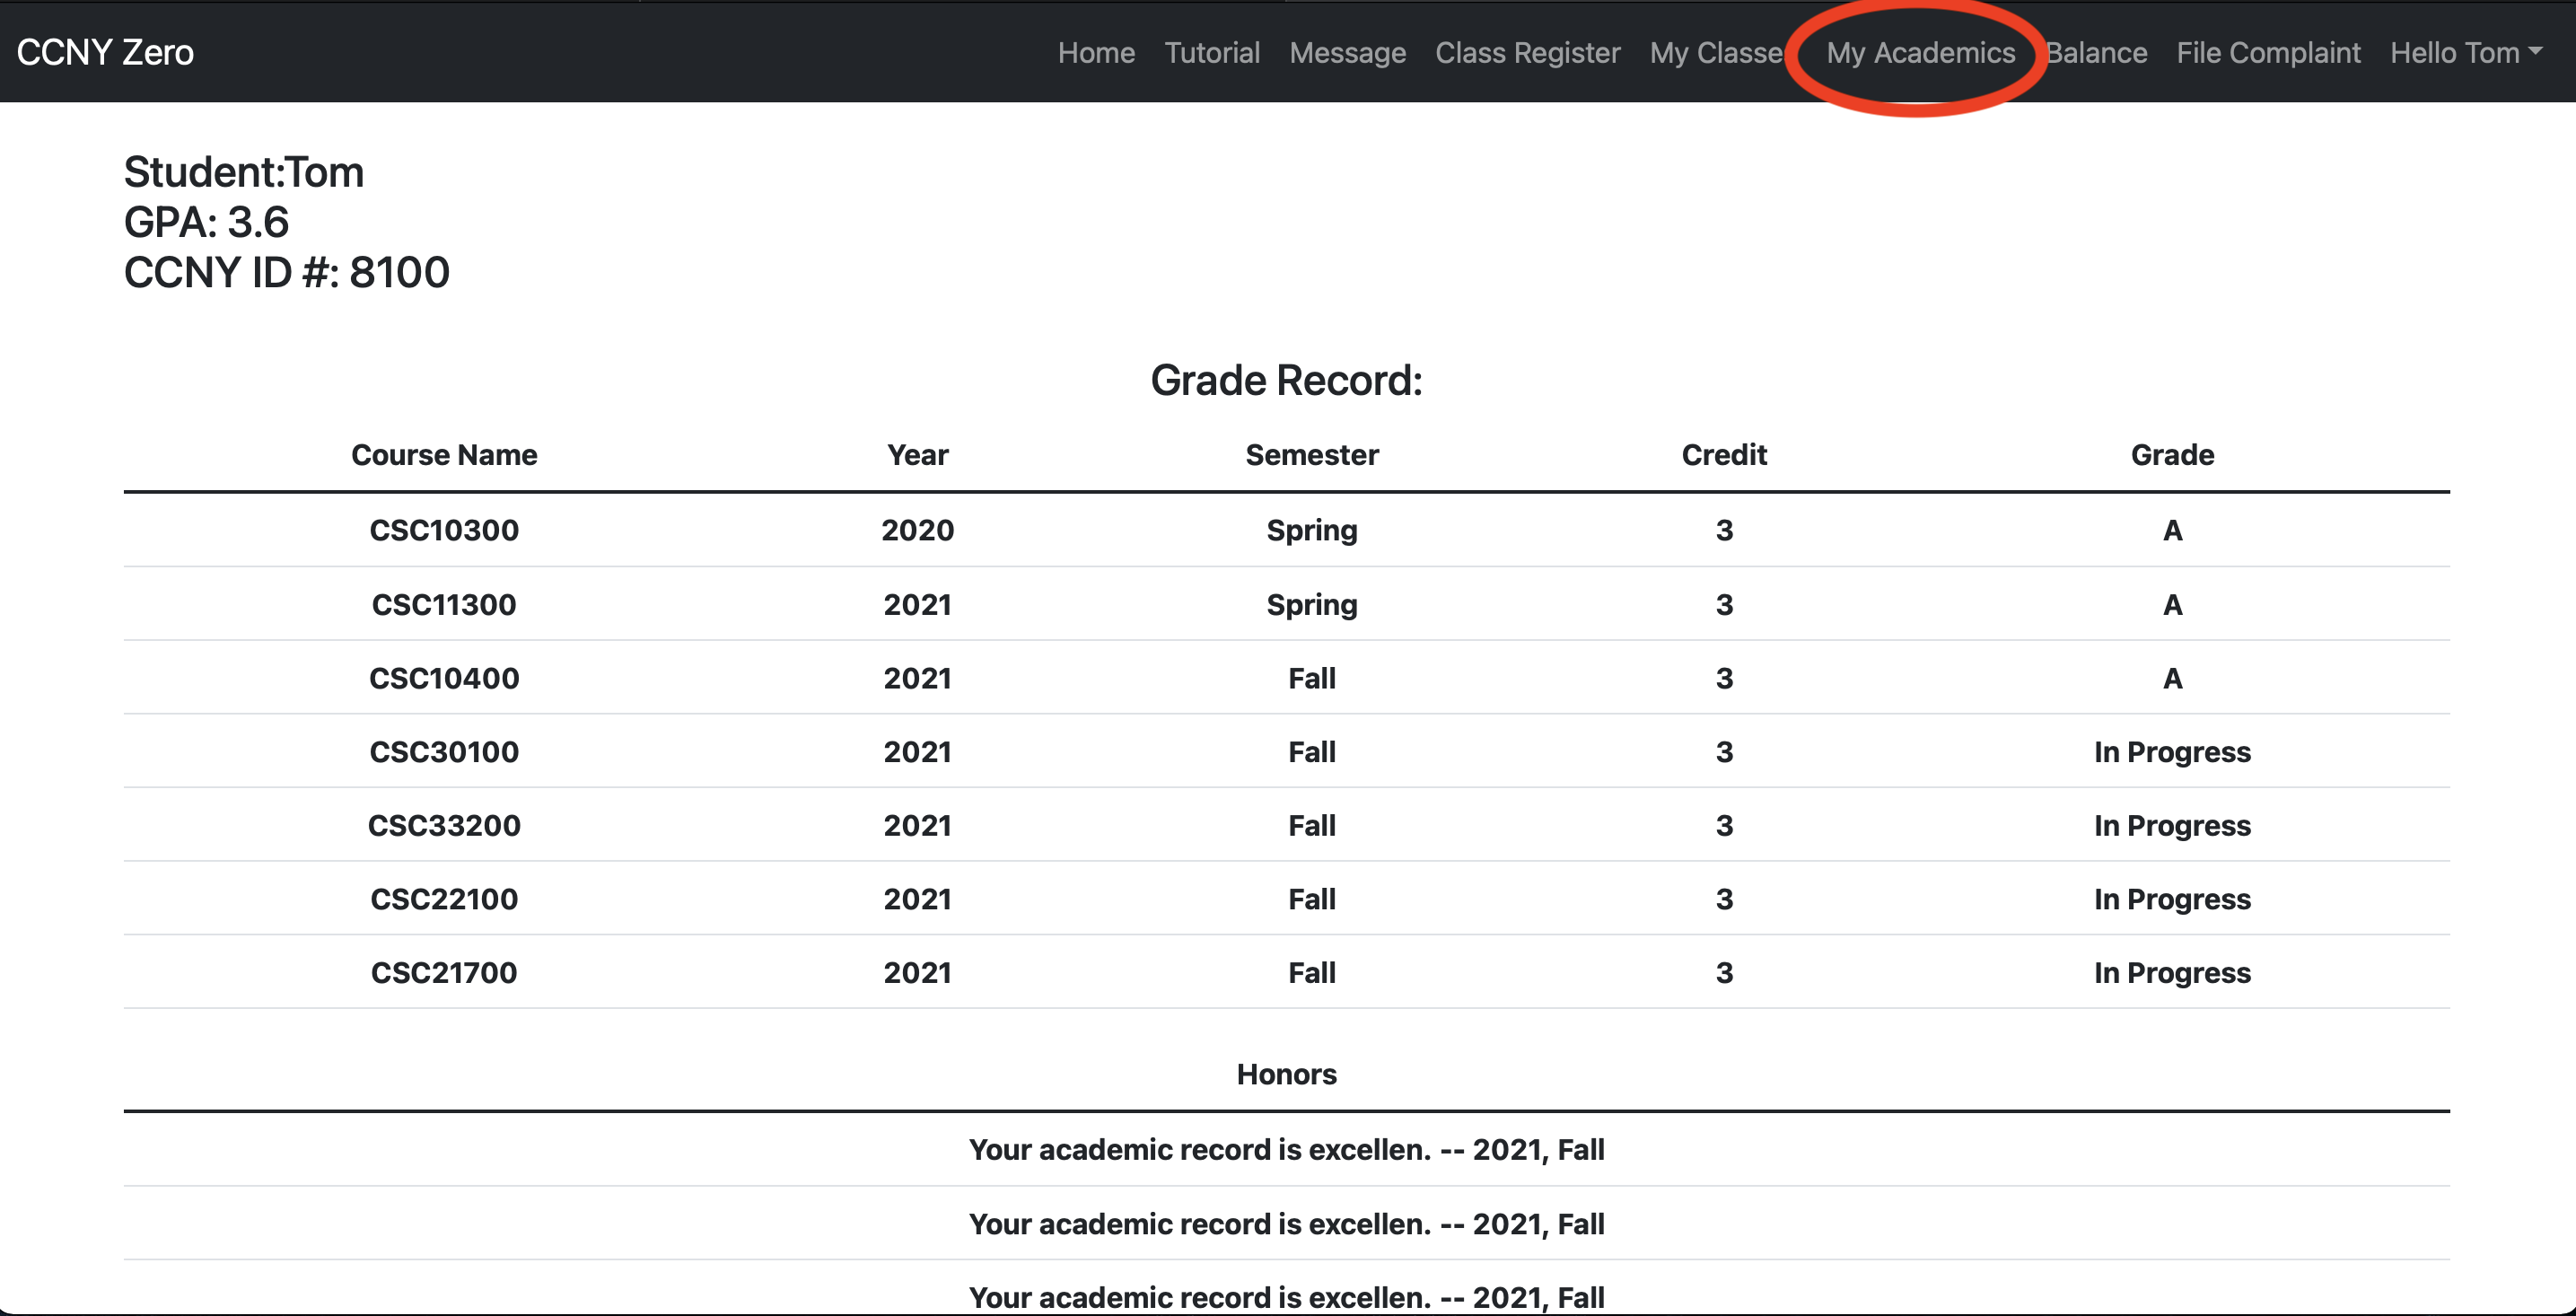 CCNY Zero Home Tutorial Message Class Register My Classe My Academics Balance File Complaint Hello Tom
Student:Tom
GPA: 3.6
CCNY ID #: 8100
Grade Record:
Course Name Year Semester Credit Grade
CSC10300 2020 Spring 3 A
CSC11300 2021 Spring 3 A
CSC10400 2021 Fall 3 A
CSC30100 2021 Fall 3 In Progress
CSC33200 2021 Fall 3 In Progress
CSC22100 2021 Fall 3 In Progress
CSC21700 2021 Fall 3 In Progress
Honors
Your academic record is excellen. -- 2021, Fall
Your academic record is excellen. -- 2021, Fall
Your academic record is excellen. -- 2021, Fall